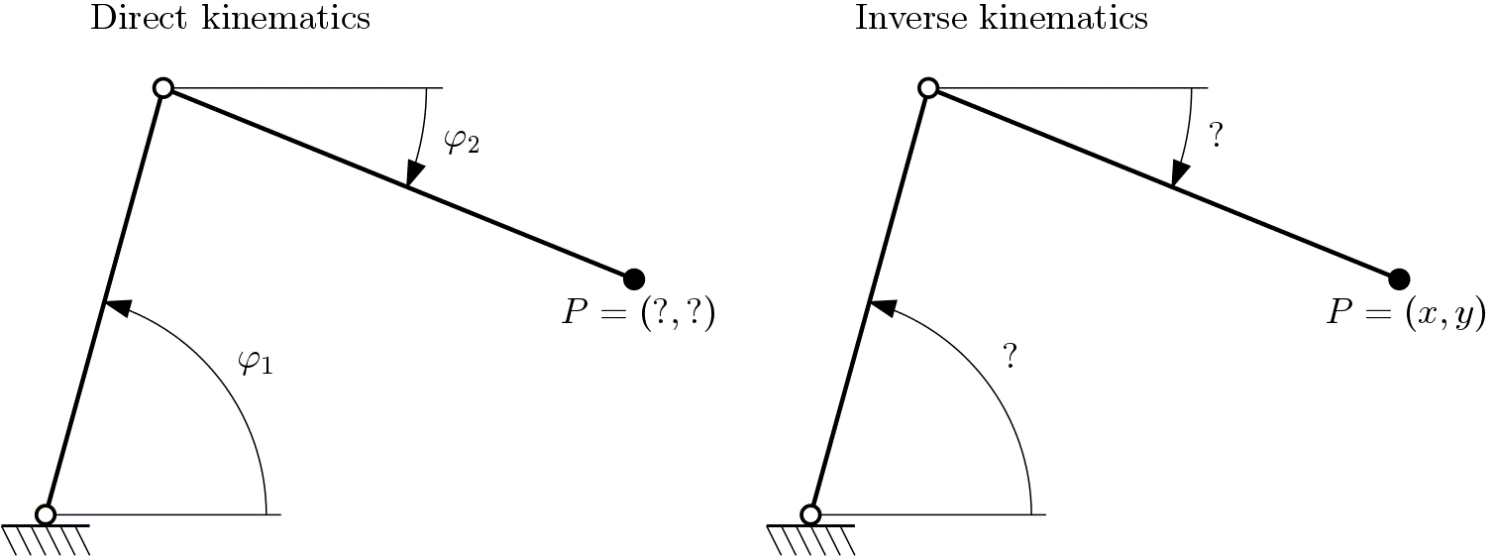 Direct kinematics
φ₂
P = (?, ?)
φ₁
Inverse kinematics
?
P = (x, y)
?